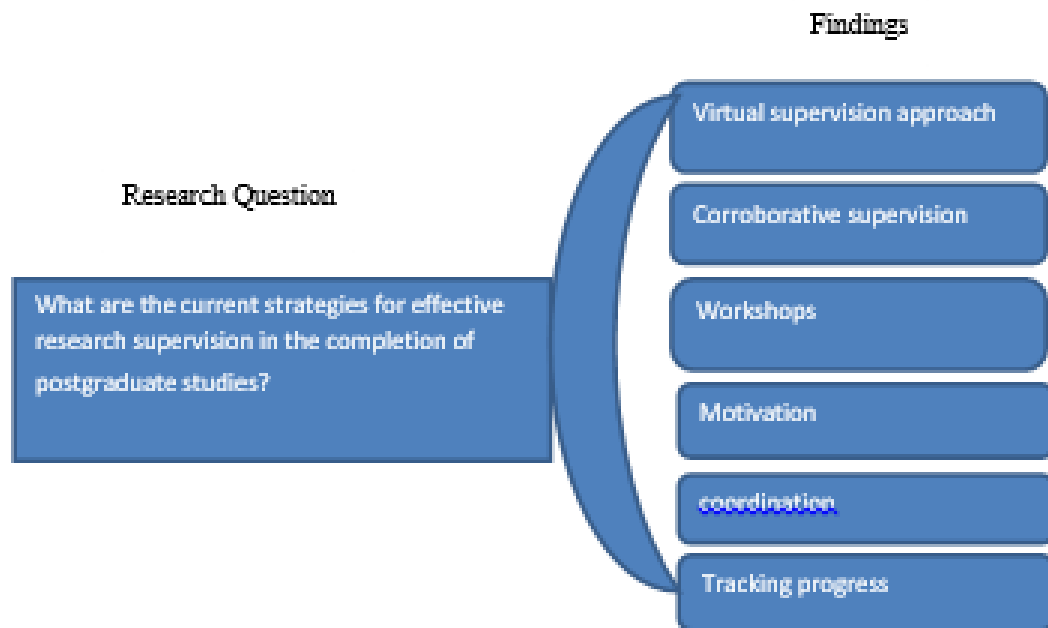 Findings
Research Question
What are the current strategies for effective
research supervision in the completion of
postgraduate studies?
Virtual supervision approach
Corroborative supervision
Workshops
Motivation
coordination
Tracking progress